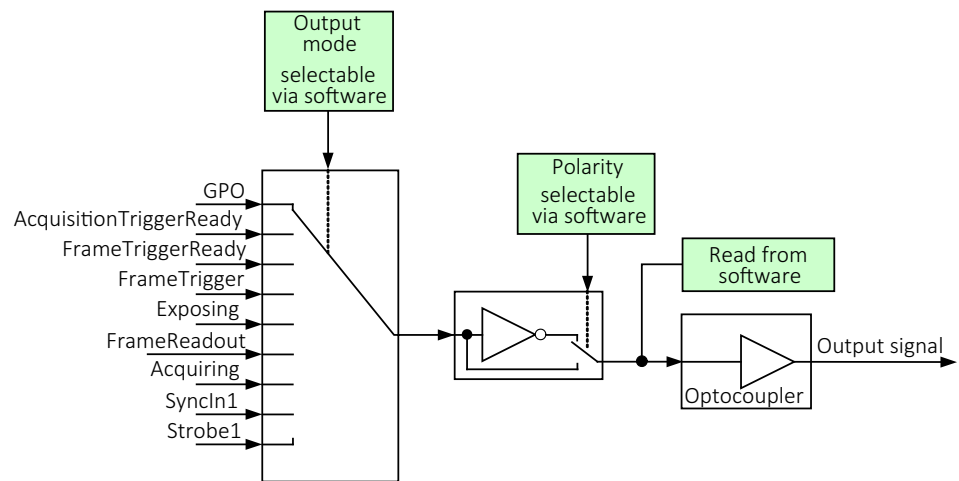 Output
mode
selectable
via software
Polarity
selectable
via software
Read from
software
GPO
AcquisitionTriggerReady
FrameTriggerReady
FrameTrigger
Exposing
FrameReadout
Acquiring
SyncIn1
Strobe1
Output signal
Optocoupler